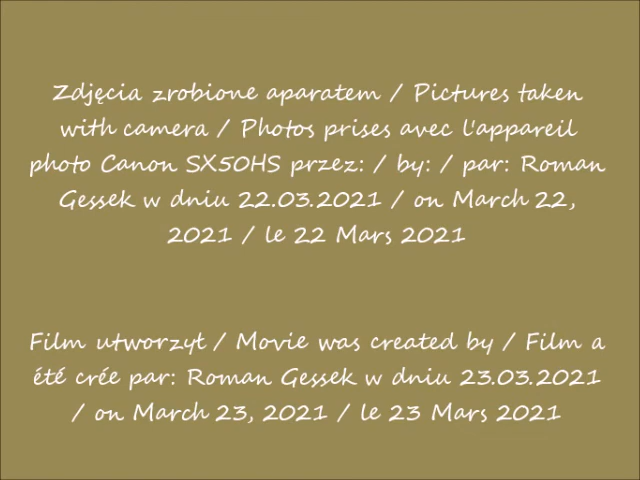 Zdjęcia zrobione aparatem / Pictures taken
with camera / Photos prises avec l'appareil
photo Canon SX50HS przez: / by: / par: Roman
Gessek w dniu 22.03.2021 / on March 22,
2021 / le 22 Mars 2021
Film utworzył / Movie was created by / Film a
été crée par: Roman Gessek w dniu 23.03.2021
/ on March 23, 2021 / le 23 Mars 2021